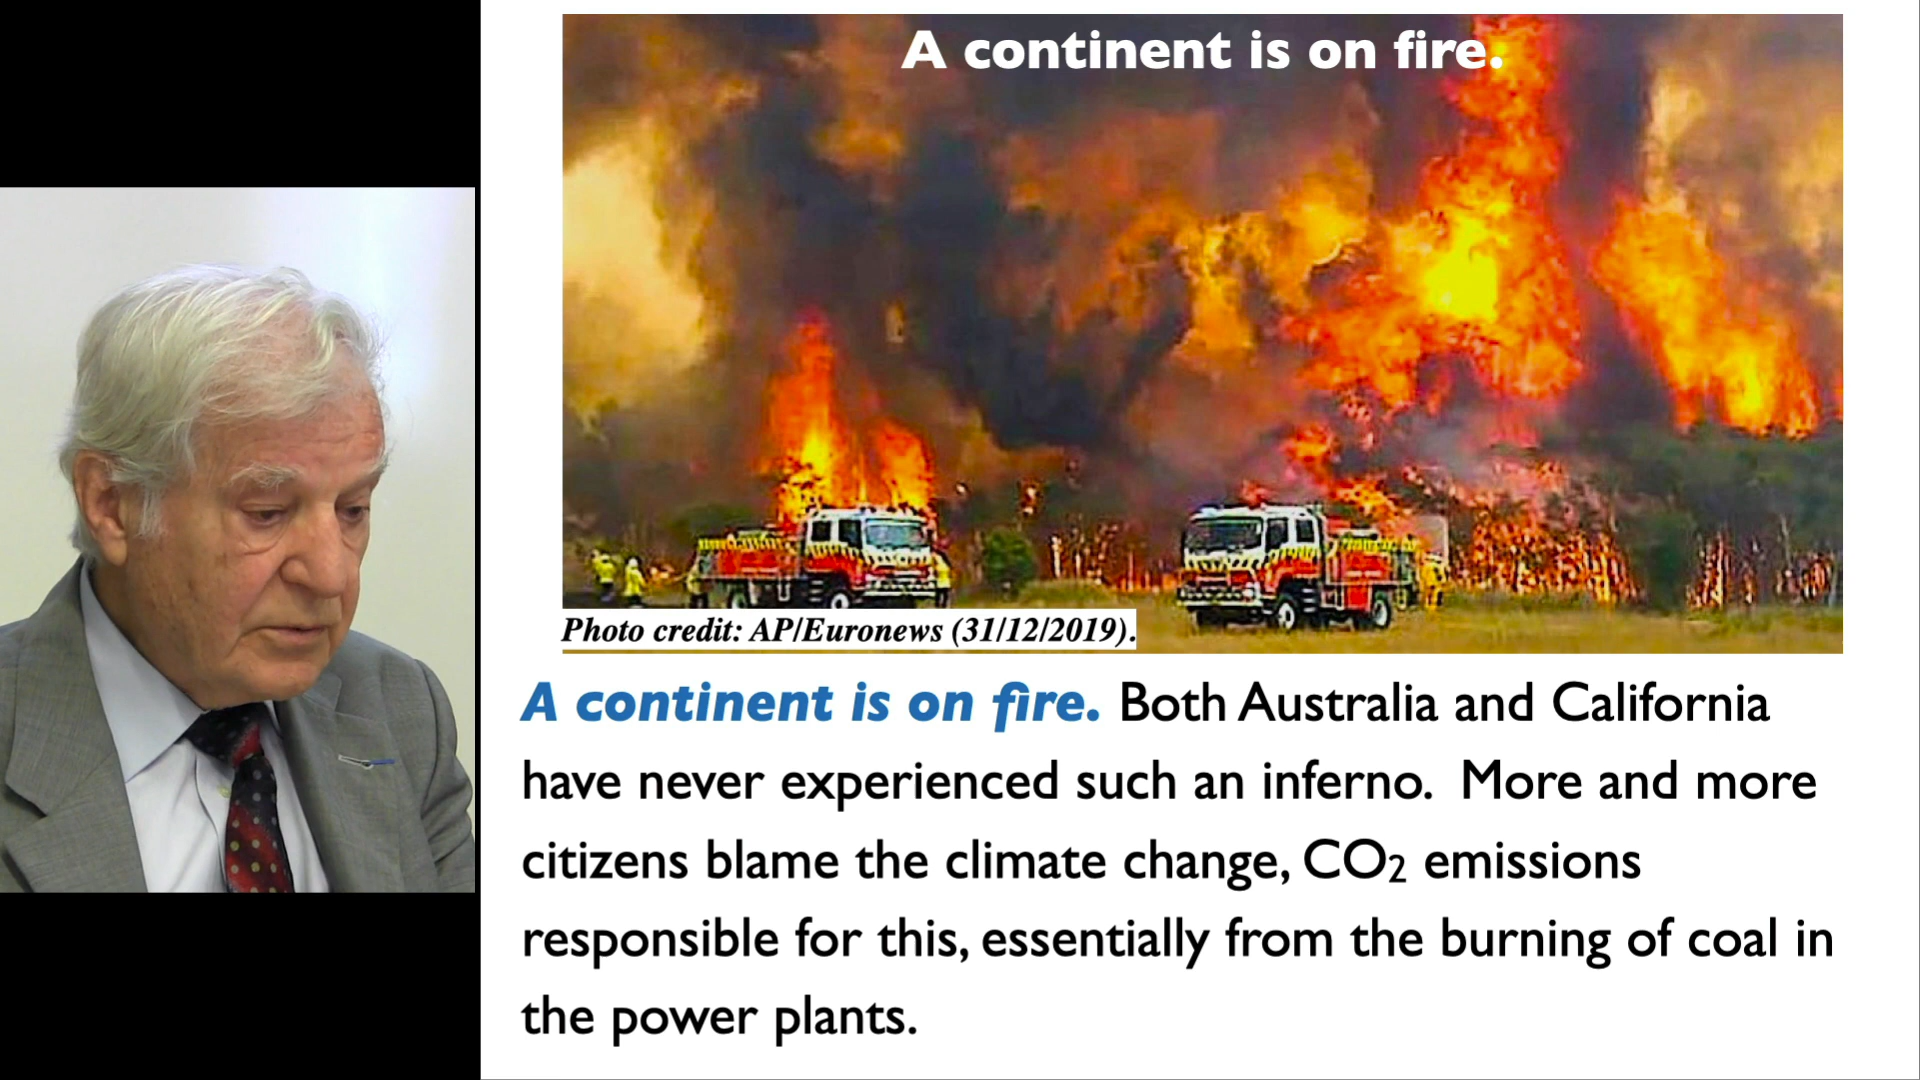 A continent is on fire.
Photo credit: AP/Euronews (31/12/2019).
A continent is on fire. Both Australia and California
have never experienced such an inferno. More and more
citizens blame the climate change, CO₂ emissions
responsible for this, essentially from the burning of coal in
the power plants.